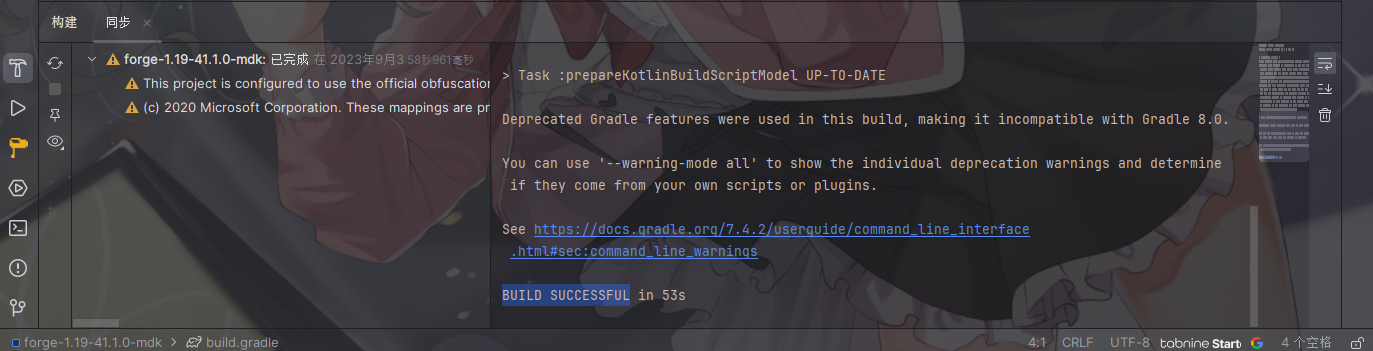 构建 同步
forge-1.19-41.1.0-mdk: 已完成 在 2023年9月3 58秒961毫秒
This project is configured to use the official obfuscation
(c) 2020 Microsoft Corporation. These mappings are pr
> Task :prepareKotlinBuildScriptModel UP-TO-DATE
Deprecated Gradle features were used in this build, making it incompatible with Gradle 8.0.
You can use '--warning-mode all' to show the individual deprecation warnings and determine
if they come from your own scripts or plugins.
See https://docs.gradle.org/7.4.2/userguide/command_line_interface
.html#sec:command_line_warnings
BUILD SUCCESSFUL in 53s
forge-1.19-41.1.0-mdk > build.gradle 4:1 CRLF UTF-8 tabnine Start 4 个空格